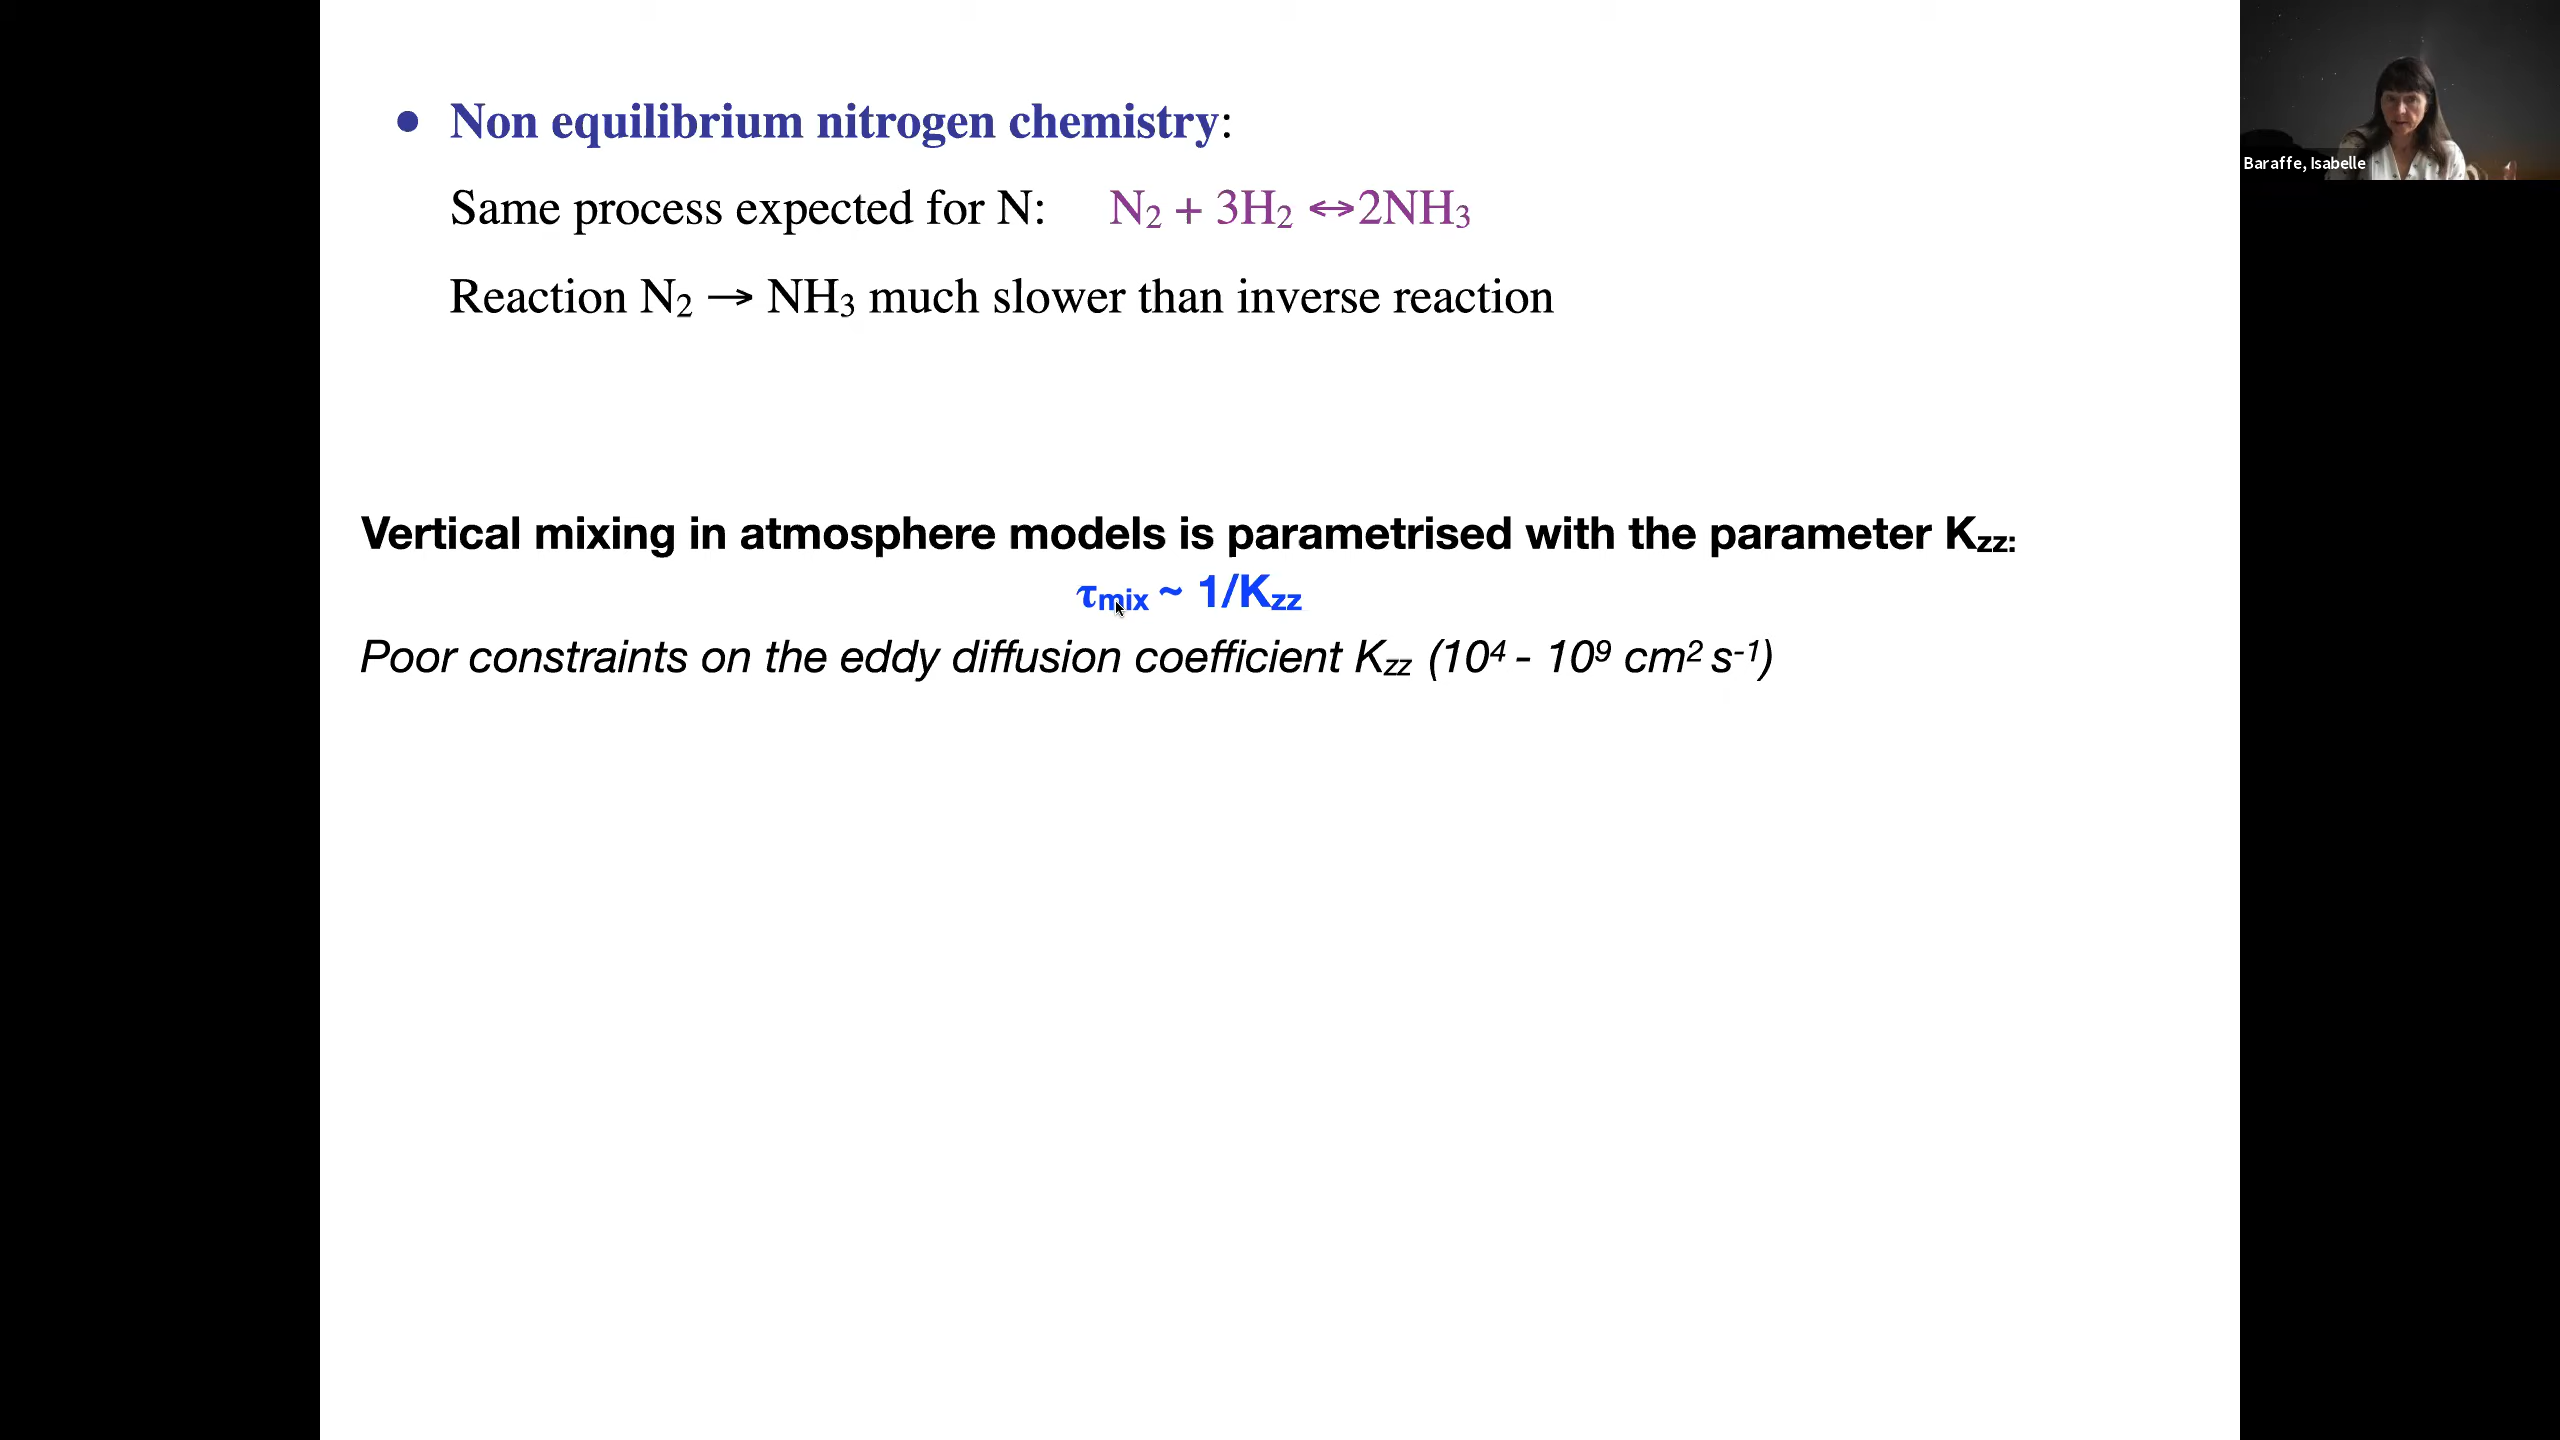 • Non equilibrium nitrogen chemistry:
Same process expected for N: N₂ + 3H₂ ↔2NH₃
Reaction N₂ → NH₃ much slower than inverse reaction
Vertical mixing in atmosphere models is parametrised with the parameter Kzz:
τmix ~ 1/Kzz
Poor constraints on the eddy diffusion coefficient Kzz (10⁴ - 10⁹ cm² s⁻¹)
Baraffe, Isabelle